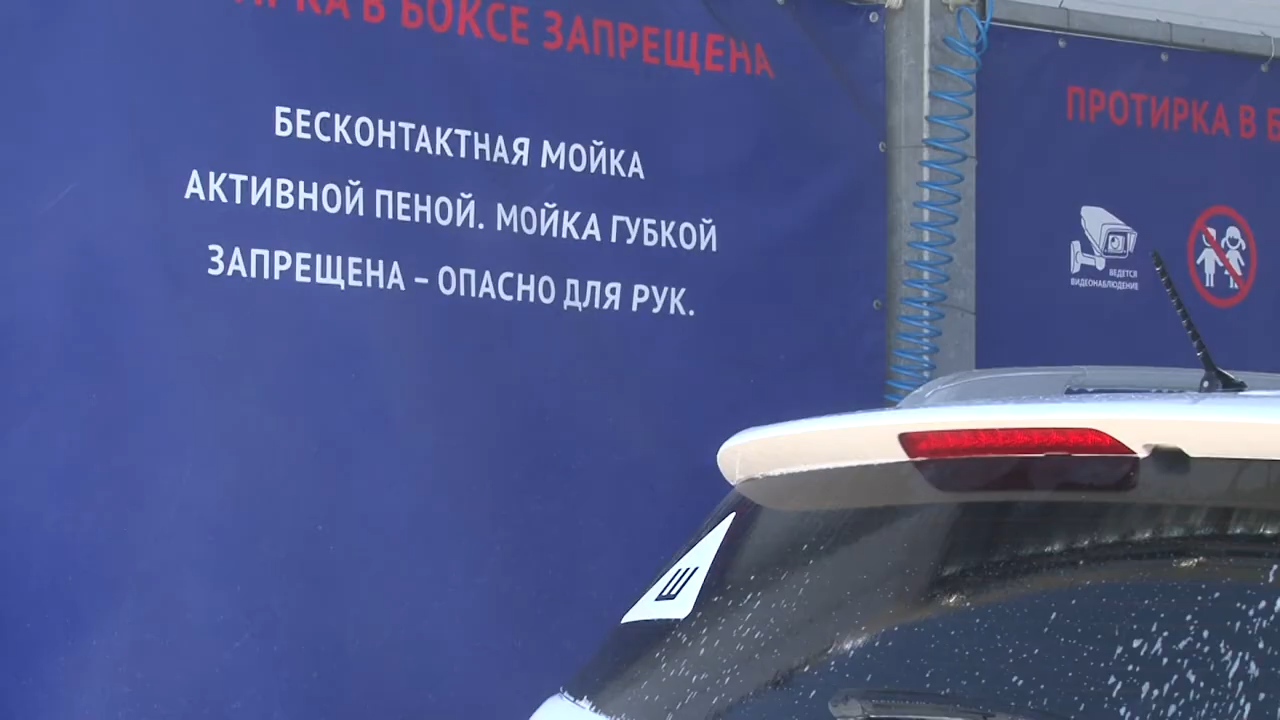 В БОКСЕ ЗАПРЕЩЕНА
БЕСКОНТАКТНАЯ МОЙКА
АКТИВНОЙ ПЕНОЙ. МОЙКА ГУБКОЙ
ЗАПРЕЩЕНА – ОПАСНО ДЛЯ РУК.
ПРОТИРКА В
ВЕДЕТСЯ
ВИДЕОНАБЛЮДЕНИЕ
Ш